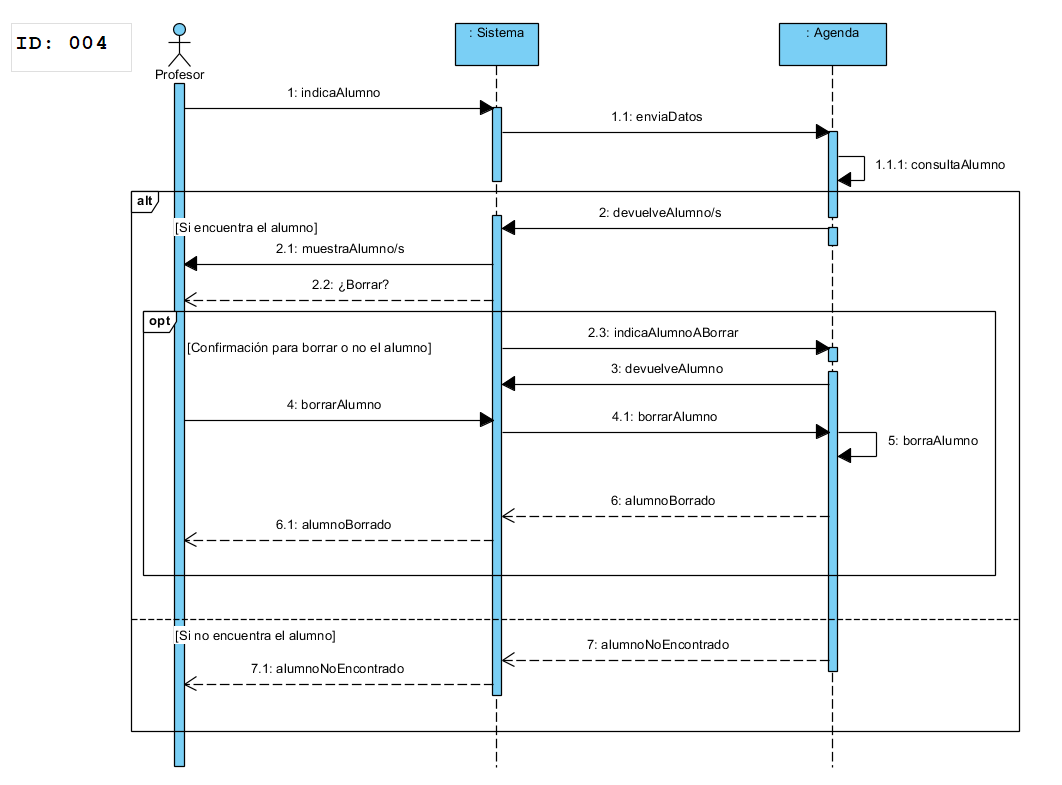 ID: 004
Profesor
: Sistema
: Agenda
1: indicaAlumno
1.1: enviaDatos
1.1.1: consultaAlumno
alt
2: devuelveAlumno/s
[Si encuentra el alumno]
2.1: muestraAlumno/s
2.2: ¿Borrar?
opt
2.3: indicaAlumnoABorrar
[Confirmación para borrar o no el alumno]
3: devuelveAlumno
4: borrarAlumno
4.1: borrarAlumno
5: borraAlumno
6: alumnoBorrado
6.1: alumnoBorrado
[Si no encuentra el alumno]
7: alumnoNoEncontrado
7.1: alumnoNoEncontrado